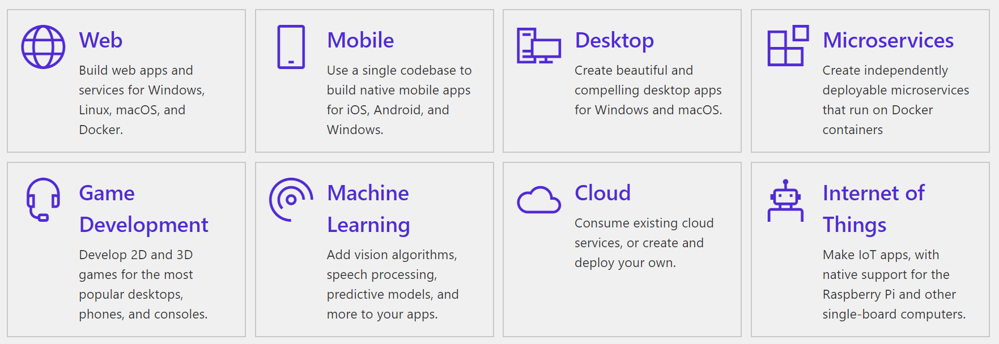 Web
Build web apps and
services for Windows,
Linux, macOS, and
Docker.
Mobile
Use a single codebase to
build native mobile apps
for iOS, Android, and
Windows.
Desktop
Create beautiful and
compelling desktop apps
for Windows and macOS.
Microservices
Create independently
deployable microservices
that run on Docker
containers
Game
Development
Develop 2D and 3D
games for the most
popular desktops,
phones, and consoles.
Machine
Learning
Add vision algorithms,
speech processing,
predictive models, and
more to your apps.
Cloud
Consume existing cloud
services, or create and
deploy your own.
Internet of
Things
Make IoT apps, with
native support for the
Raspberry Pi and other
single-board computers.